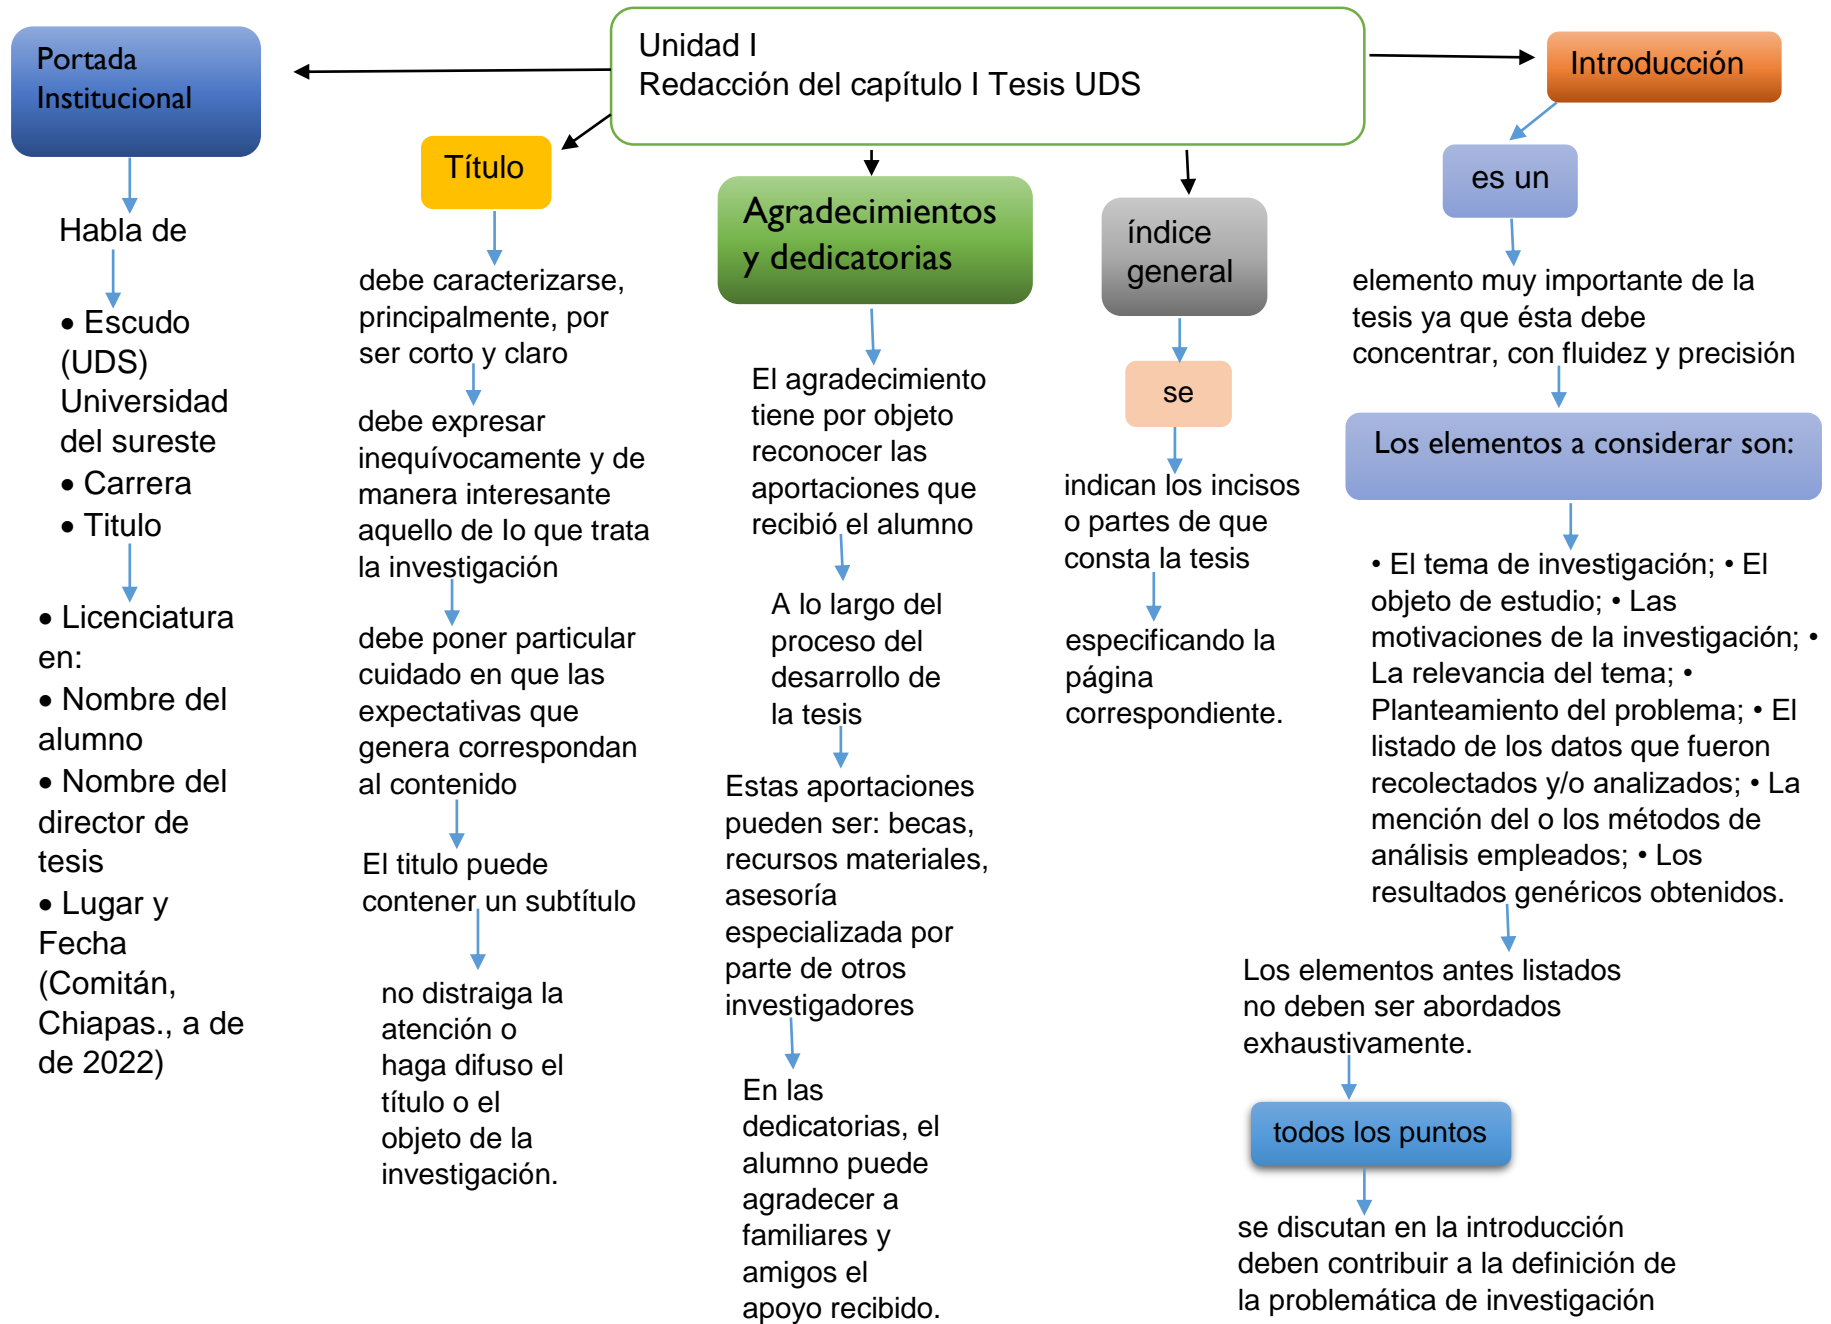 Unidad I
Redacción del capítulo I Tesis UDS
Portada
Institucional
Habla de
• Escudo
(UDS)
Universidad
del sureste
• Carrera
• Titulo
• Licenciatura
en:
• Nombre del
alumno
• Nombre del
director de
tesis
• Lugar y
Fecha
(Comitán,
Chiapas., a de
de 2022)
Título
debe caracterizarse,
principalmente, por
ser corto y claro
debe expresar
inequívocamente y de
manera interesante
aquello de Io que trata
la investigación
debe poner particular
cuidado en que las
expectativas que
genera correspondan
al contenido
El titulo puede
contener un subtítulo
no distraiga la
atención o
haga difuso el
título o el
objeto de la
investigación.
Agradecimientos
y dedicatorias
El agradecimiento
tiene por objeto
reconocer las
aportaciones que
recibió el alumno
A lo largo del
proceso del
desarrollo de
la tesis
Estas aportaciones
pueden ser: becas,
recursos materiales,
asesoría
especializada por
parte de otros
investigadores
En las
dedicatorias, el
alumno puede
agradecer a
familiares y
amigos el
apoyo recibido.
índice
general
se
indican los incisos
o partes de que
consta la tesis
especificando la
página
correspondiente.
Introducción
es un
elemento muy importante de la
tesis ya que ésta debe
concentrar, con fluidez y precisión
Los elementos a considerar son:
• El tema de investigación; • El
objeto de estudio; • Las
motivaciones de la investigación; •
La relevancia del tema; •
Planteamiento del problema; • El
listado de los datos que fueron
recolectados y/o analizados; • La
mención del o los métodos de
análisis empleados; • Los
resultados genéricos obtenidos.
Los elementos antes listados
no deben ser abordados
exhaustivamente.
todos los puntos
se discutan en la introducción
deben contribuir a la definición de
la problemática de investigación